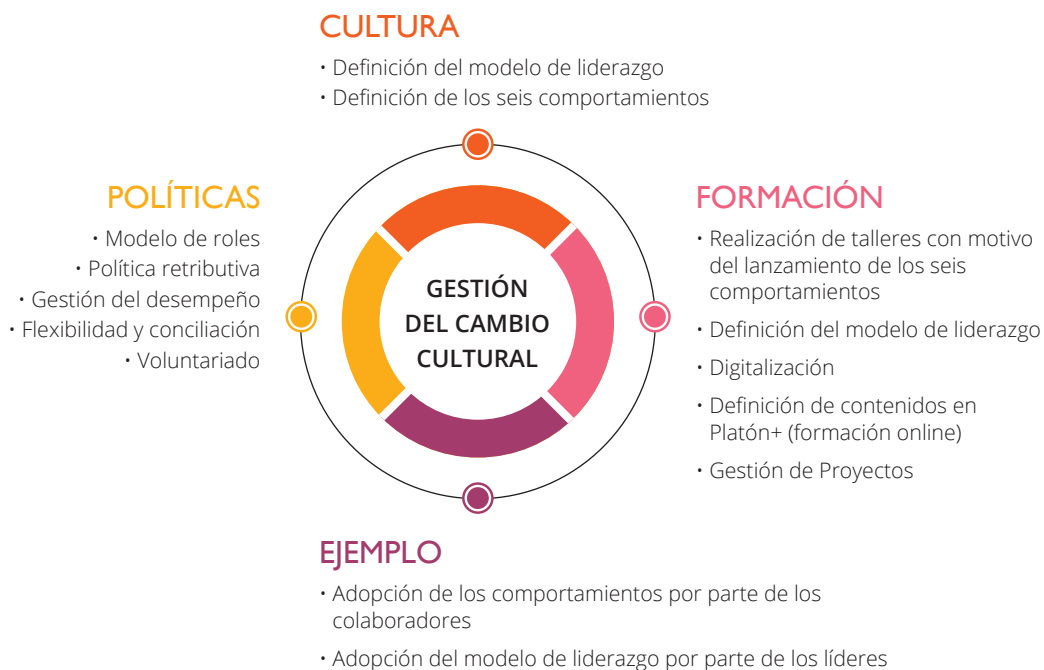 CULTURA
• Definición del modelo de liderazgo
• Definición de los seis comportamientos
POLÍTICAS
• Modelo de roles
• Política retributiva
• Gestión del desempeño
• Flexibilidad y conciliación
• Voluntariado
GESTIÓN
DEL CAMBIO
CULTURAL
FORMACIÓN
• Realización de talleres con motivo
del lanzamiento de los seis
comportamientos
• Definición del modelo de liderazgo
• Digitalización
• Definición de contenidos en
Platón+ (formación online)
• Gestión de Proyectos
EJEMPLO
• Adopción de los comportamientos por parte de los
colaboradores
• Adopción del modelo de liderazgo por parte de los líderes